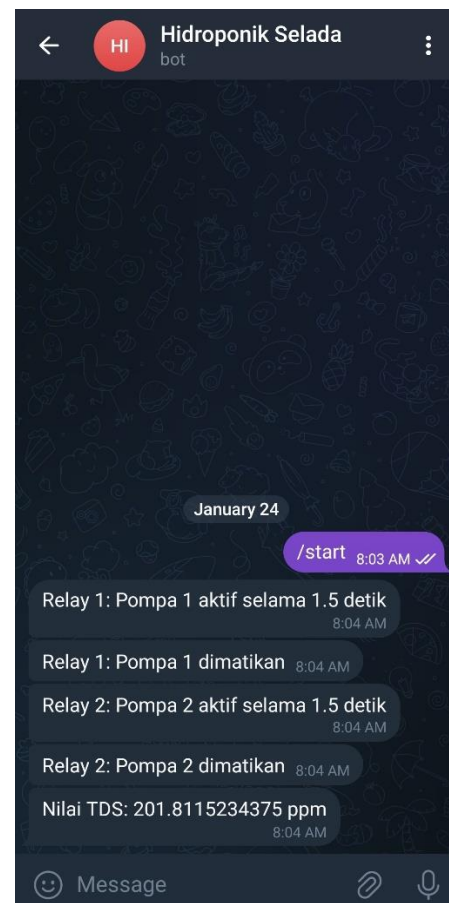 HI
Hidroponik Selada
bot
January 24
/start 8:03 AM
Relay 1: Pompa 1 aktif selama 1.5 detik
8:04 AM
Relay 1: Pompa 1 dimatikan 8:04 AM
Relay 2: Pompa 2 aktif selama 1.5 detik
8:04 AM
Relay 2: Pompa 2 dimatikan 8:04 AM
Nilai TDS: 201.8115234375 ppm
8:04 AM
Message